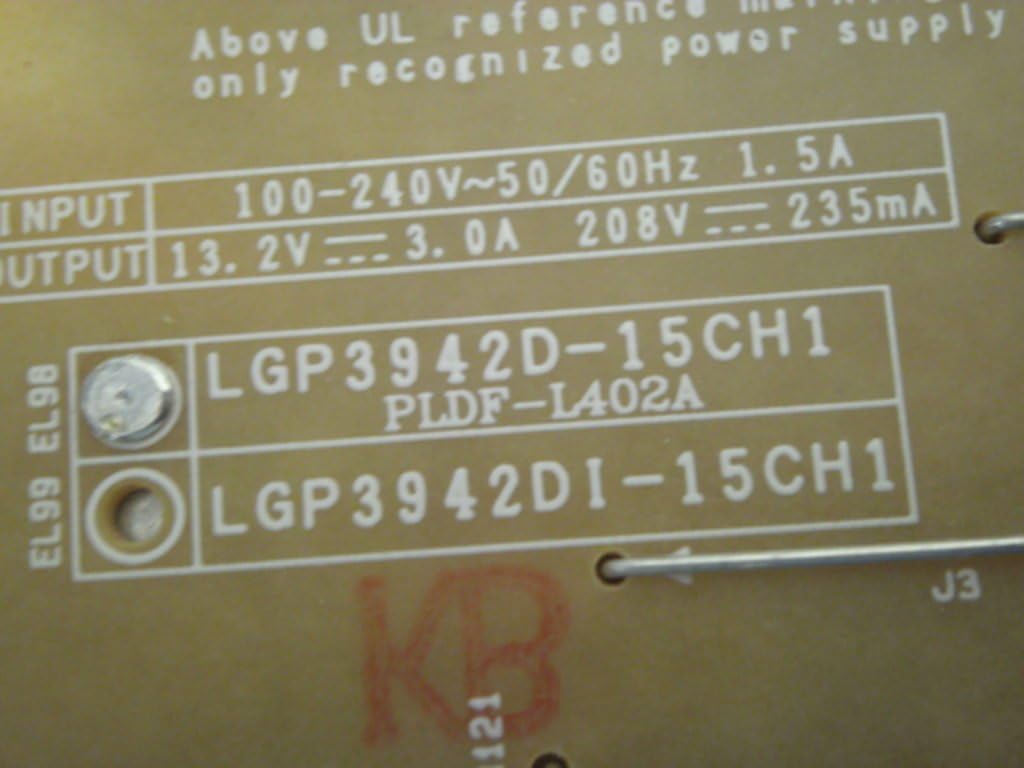 Above UL reference
only recognized power supply
INPUT 100-240V~50/60Hz 1.5A
OUTPUT 13.2V⎓3.0A 208V⎓235mA
EL98 LGP3942D-15CH1
PLDF-L402A
EL99 LGP3942DI-15CH1
J3
KB
121